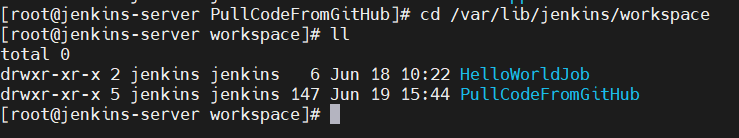 [root@jenkins-server PullCodeFromGitHub]# cd /var/lib/jenkins/workspace
[root@jenkins-server workspace]# ll
total 0
drwxr-xr-x 2 jenkins jenkins   6 Jun 18 10:22 HelloWorldJob
drwxr-xr-x 5 jenkins jenkins 147 Jun 19 15:44 PullCodeFromGitHub
[root@jenkins-server workspace]#